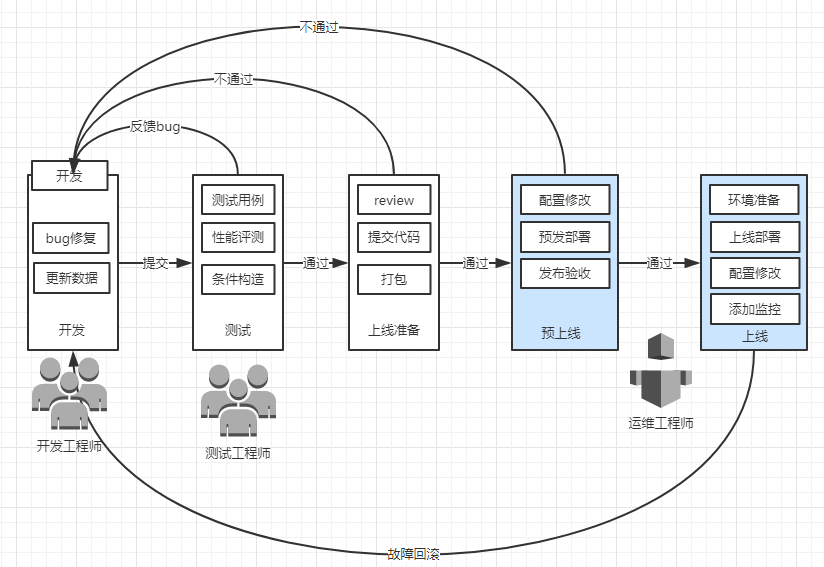 不通过
不通过
反馈bug
开发
bug修复
更新数据
开发
提交
测试用例
性能评测
条件构造
测试
通过
review
提交代码
打包
上线准备
通过
配置修改
预发部署
发布验收
预上线
通过
环境准备
上线部署
配置修改
添加监控
上线
开发工程师
测试工程师
运维工程师
故障回滚